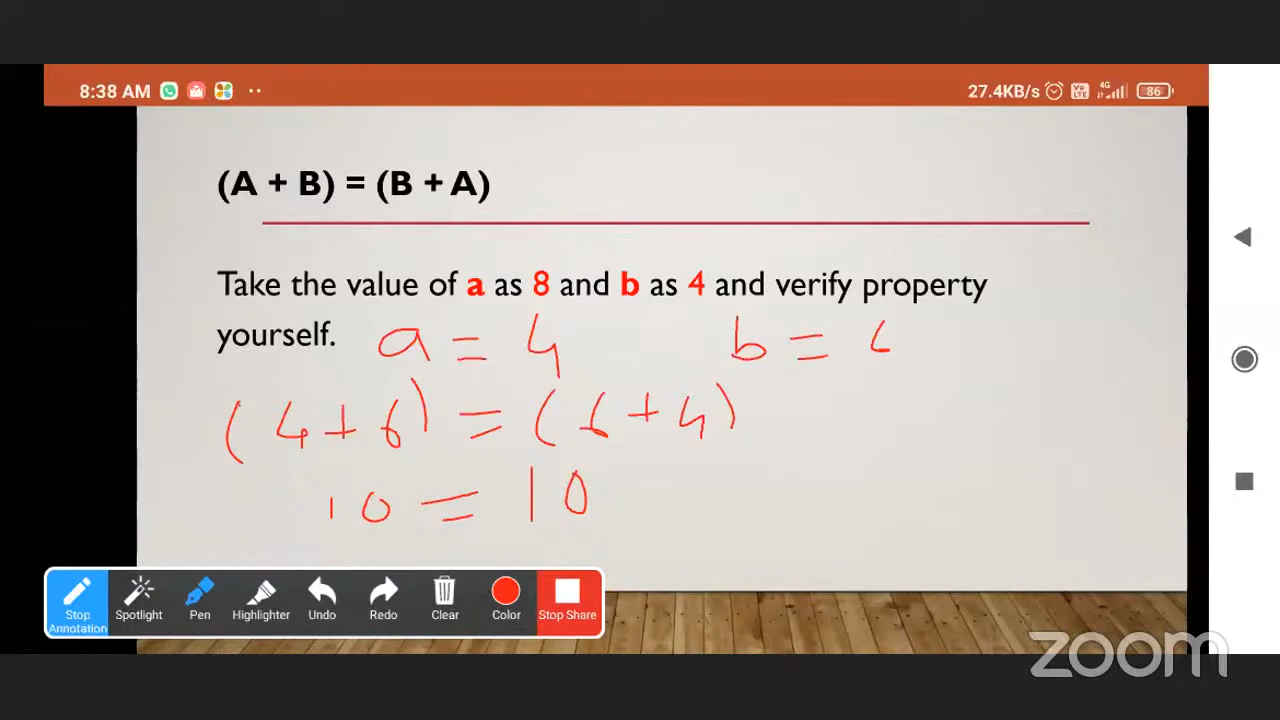 8:38 AM
27.4KB/s
4G
86
(A + B) = (B + A)
Take the value of a as 8 and b as 4 and verify property
yourself.
a = 4
b = 6
(4+6) = (6+4)
10 = 10
Stop Annotation
Spotlight
Pen
Highlighter
Undo
Redo
Clear
Color
Stop Share
zoom